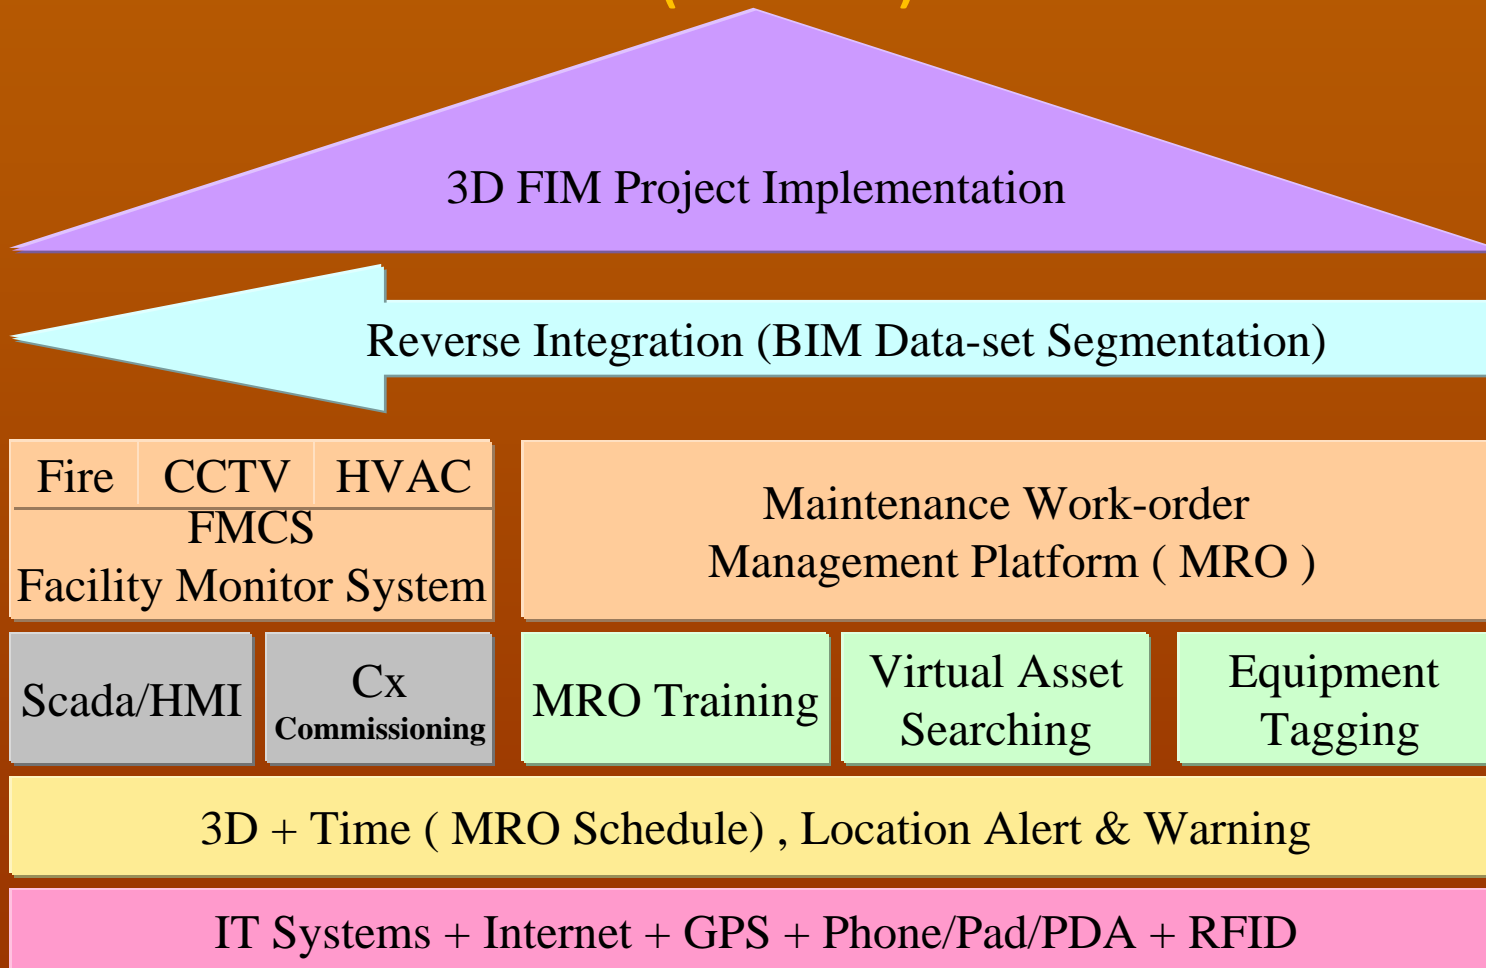 3D FIM Project Implementation
Reverse Integration (BIM Data-set Segmentation)
Fire CCTV HVAC
FMCS
Facility Monitor System
Maintenance Work-order
Management Platform ( MRO )
Scada/HMI
Cx
Commissioning
MRO Training
Virtual Asset
Searching
Equipment
Tagging
3D + Time ( MRO Schedule) , Location Alert & Warning
IT Systems + Internet + GPS + Phone/Pad/PDA + RFID